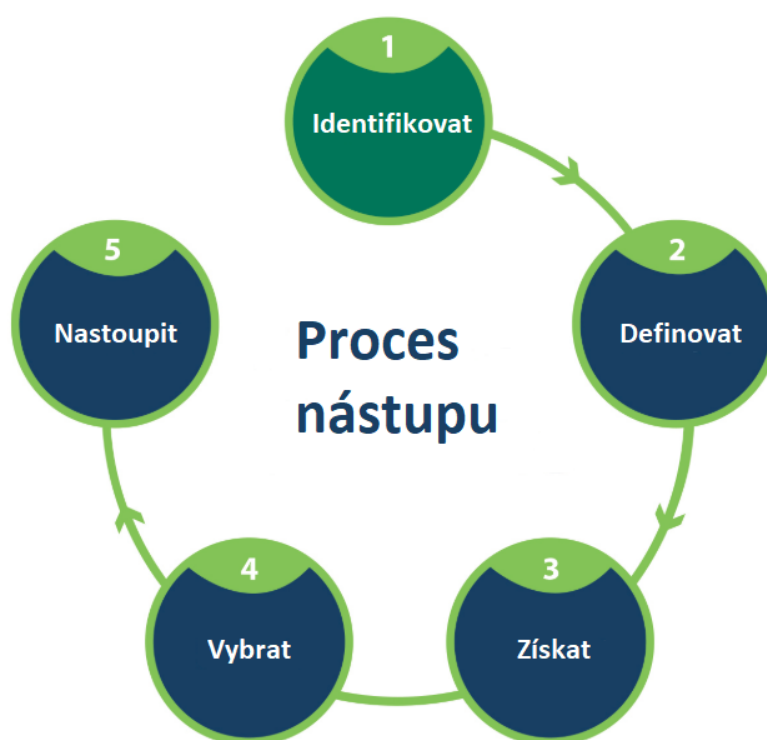 1
Identifikovat
2
Definovat
3
Získat
4
Vybrat
5
Nastoupit
Proces
nástupu